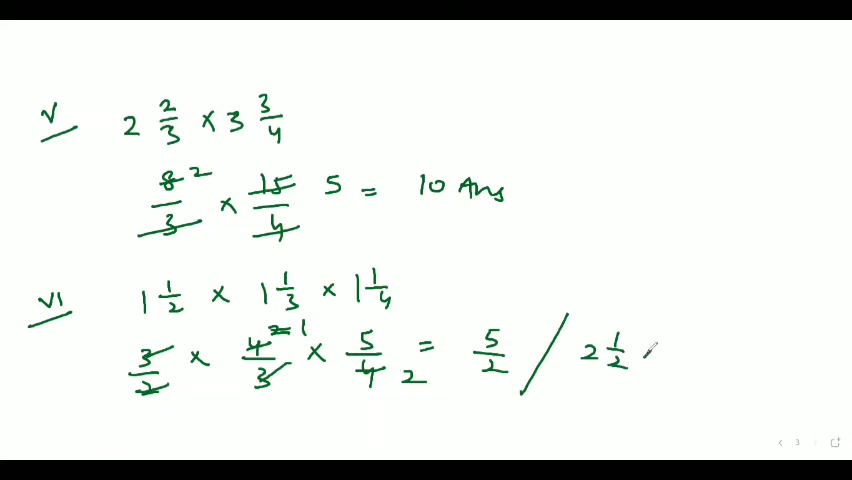 V 2 2/3 × 3 3/4
8/3 2 × 15/4 5 = 10 Ans
VI 1 1/2 × 1 1/3 × 1 1/4
3/2 × 4/3 2 1 × 5/4 2 = 5/2 / 2 1/2
3